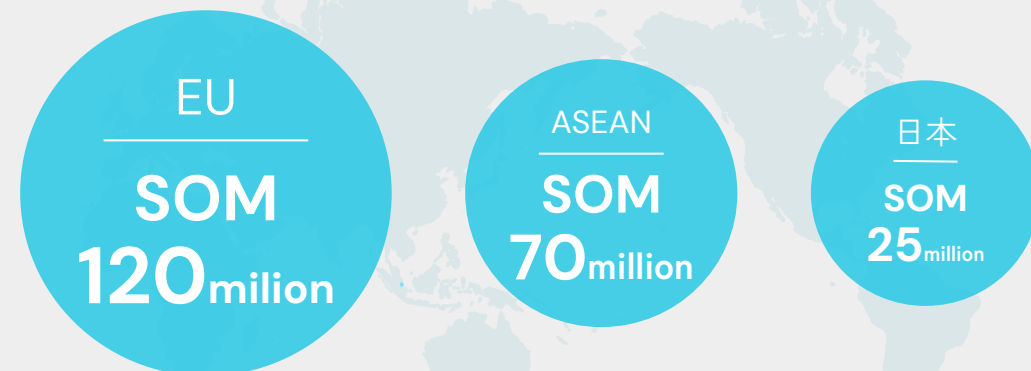 EU
SOM
120milion
ASEAN
SOM
70million
日本
SOM
25million